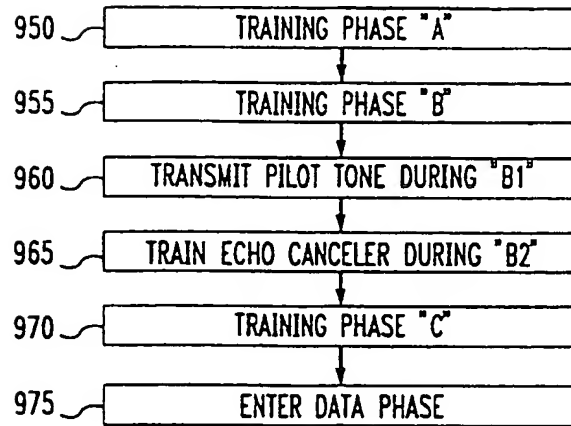 950 TRAINING PHASE "A"
955 TRAINING PHASE "B"
960 TRANSMIT PILOT TONE DURING "B1"
965 TRAIN ECHO CANCELER DURING "B2"
970 TRAINING PHASE "C"
975 ENTER DATA PHASE